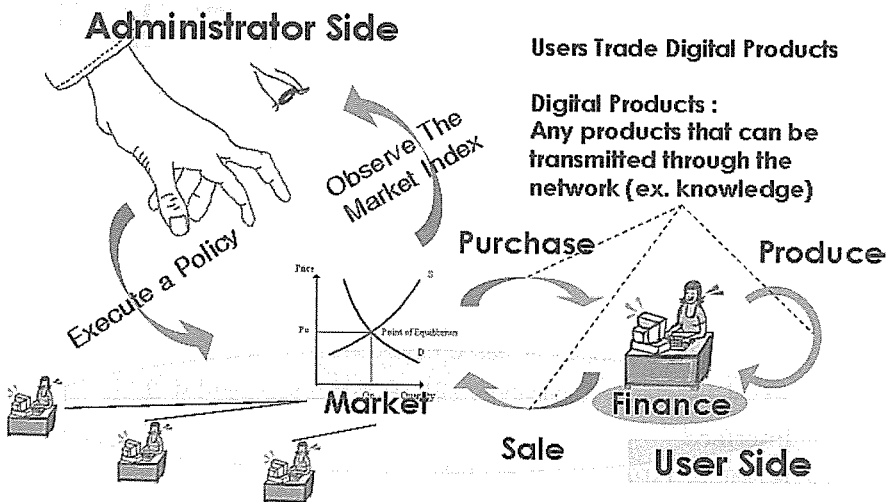 Administrator Side
Users Trade Digital Products
Digital Products :
Any products that can be
transmitted through the
network (ex. knowledge)
Observe The
Market Index
Execute a Policy
Purchase
Produce
Price
S
Point of Equilibrium
D
Market
Finance
Sale
User Side